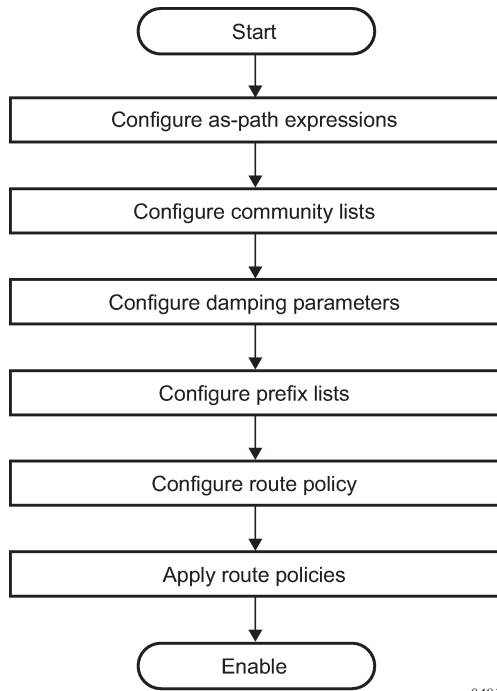 Start
Configure as-path expressions
Configure community lists
Configure damping parameters
Configure prefix lists
Configure route policy
Apply route policies
Enable